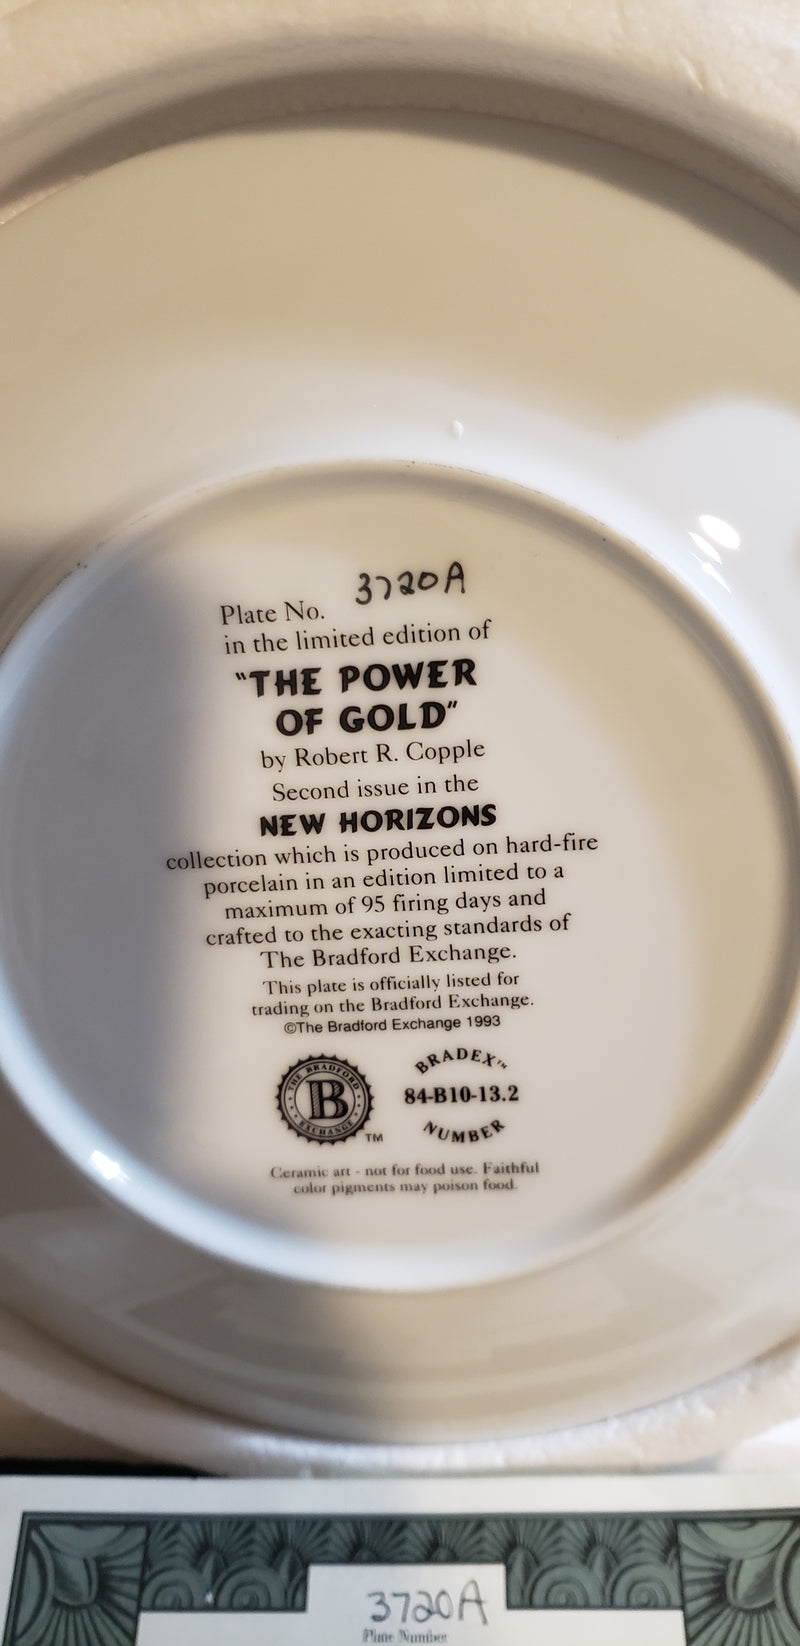 Plate No. 3720A
in the limited edition of
"THE POWER
OF GOLD"
by Robert R. Copple
Second issue in the
NEW HORIZONS
collection which is produced on hard-fire
porcelain in an edition limited to a
maximum of 95 firing days and
crafted to the exacting standards of
The Bradford Exchange.
This plate is officially listed for
trading on the Bradford Exchange.
©The Bradford Exchange 1993
THE BRADFORD
B
EXCHANGE
TM
BRADEX™
84-B10-13.2
NUMBER
Ceramic art - not for food use. Faithful
color pigments may poison food.
3720A
Plate Number